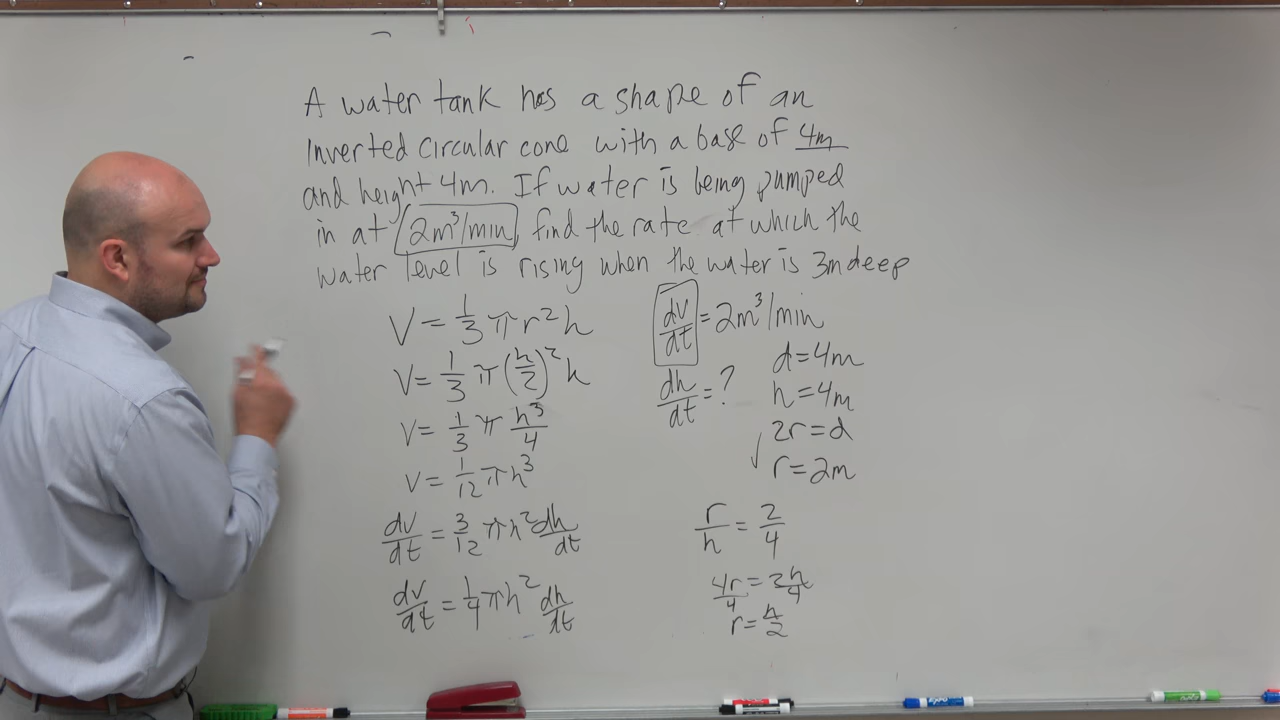 A water tank has a shape of an
inverted circular cone with a base of 4m
and height 4m. If water is being pumped
in at 2m³/min, find the rate at which the
water level is rising when the water is 3m deep
V = 1/3 π r² h
V = 1/3 π (h/2)² h
V = 1/3 π h³/4
V = 1/12 π h³
dv/dt = 3/12 π h² dh/dt
dv/dt = 1/4 π h² dh/dt
dv/dt = 2m³/min
dh/dt = ?
d = 4m
h = 4m
2r = d
r = 2m
r/h = 2/4
4r/4 = 2h/4
r = h/2